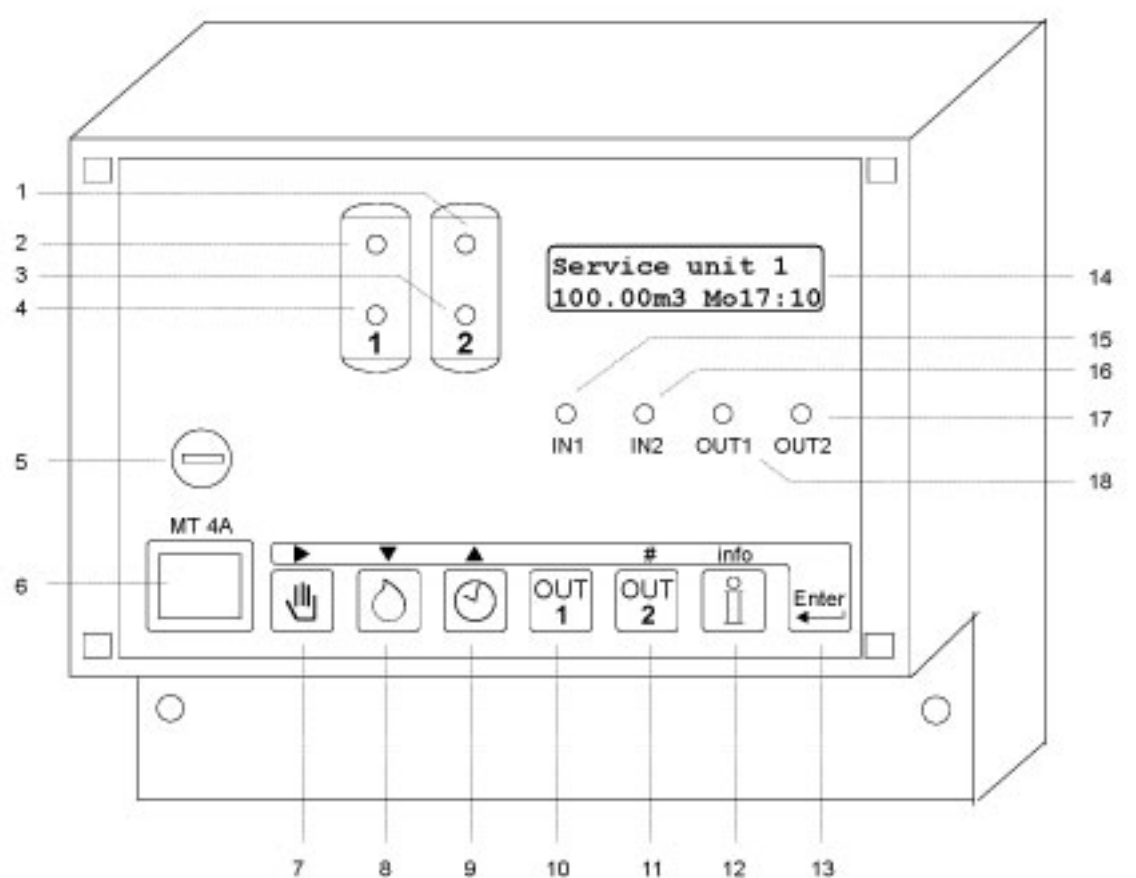 1
2
3
4
1
2
Service unit 1
100.00m3 Mo17:10
14
15
16
17
18
IN1 IN2 OUT1 OUT2
5
MT 4A
6
▶ ▼ ▲ # info
OUT 1
OUT 2
i
Enter
7 8 9 10 11 12 13